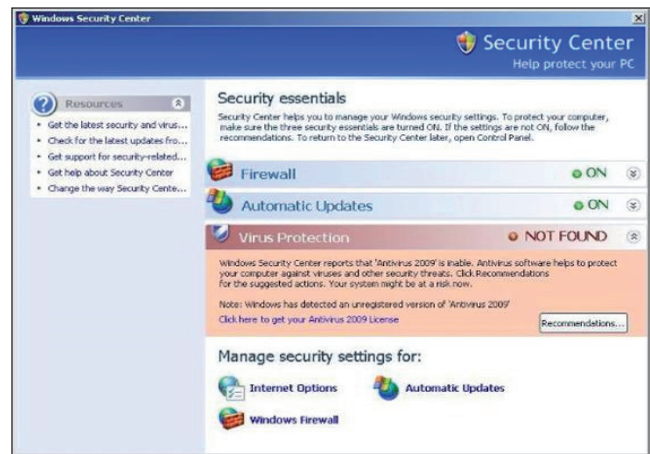 Windows Security Center
Security Center
Help protect your PC
Resources
Get the latest security and virus...
Check for the latest updates fro...
Get support for security-related...
Get help about Security Center
Change the way Security Cente...
Security essentials
Security Center helps you to manage your Windows security settings. To protect your computer,
make sure the three security essentials are turned ON. If the settings are not ON, follow the
recommendations. To return to the Security Center later, open Control Panel.
Firewall ON
Automatic Updates ON
Virus Protection NOT FOUND
Windows Security Center reports that 'Antivirus 2009' is inable. Antivirus software helps to protect
your computer against viruses and other security threats. Click Recommendations
for the suggested actions. Your system might be at a risk now.
Note: Windows has detected an unregistered version of 'Antivirus 2009'
Click here to get your Antivirus 2009 License
Recommendations...
Manage security settings for:
Internet Options
Automatic Updates
Windows Firewall